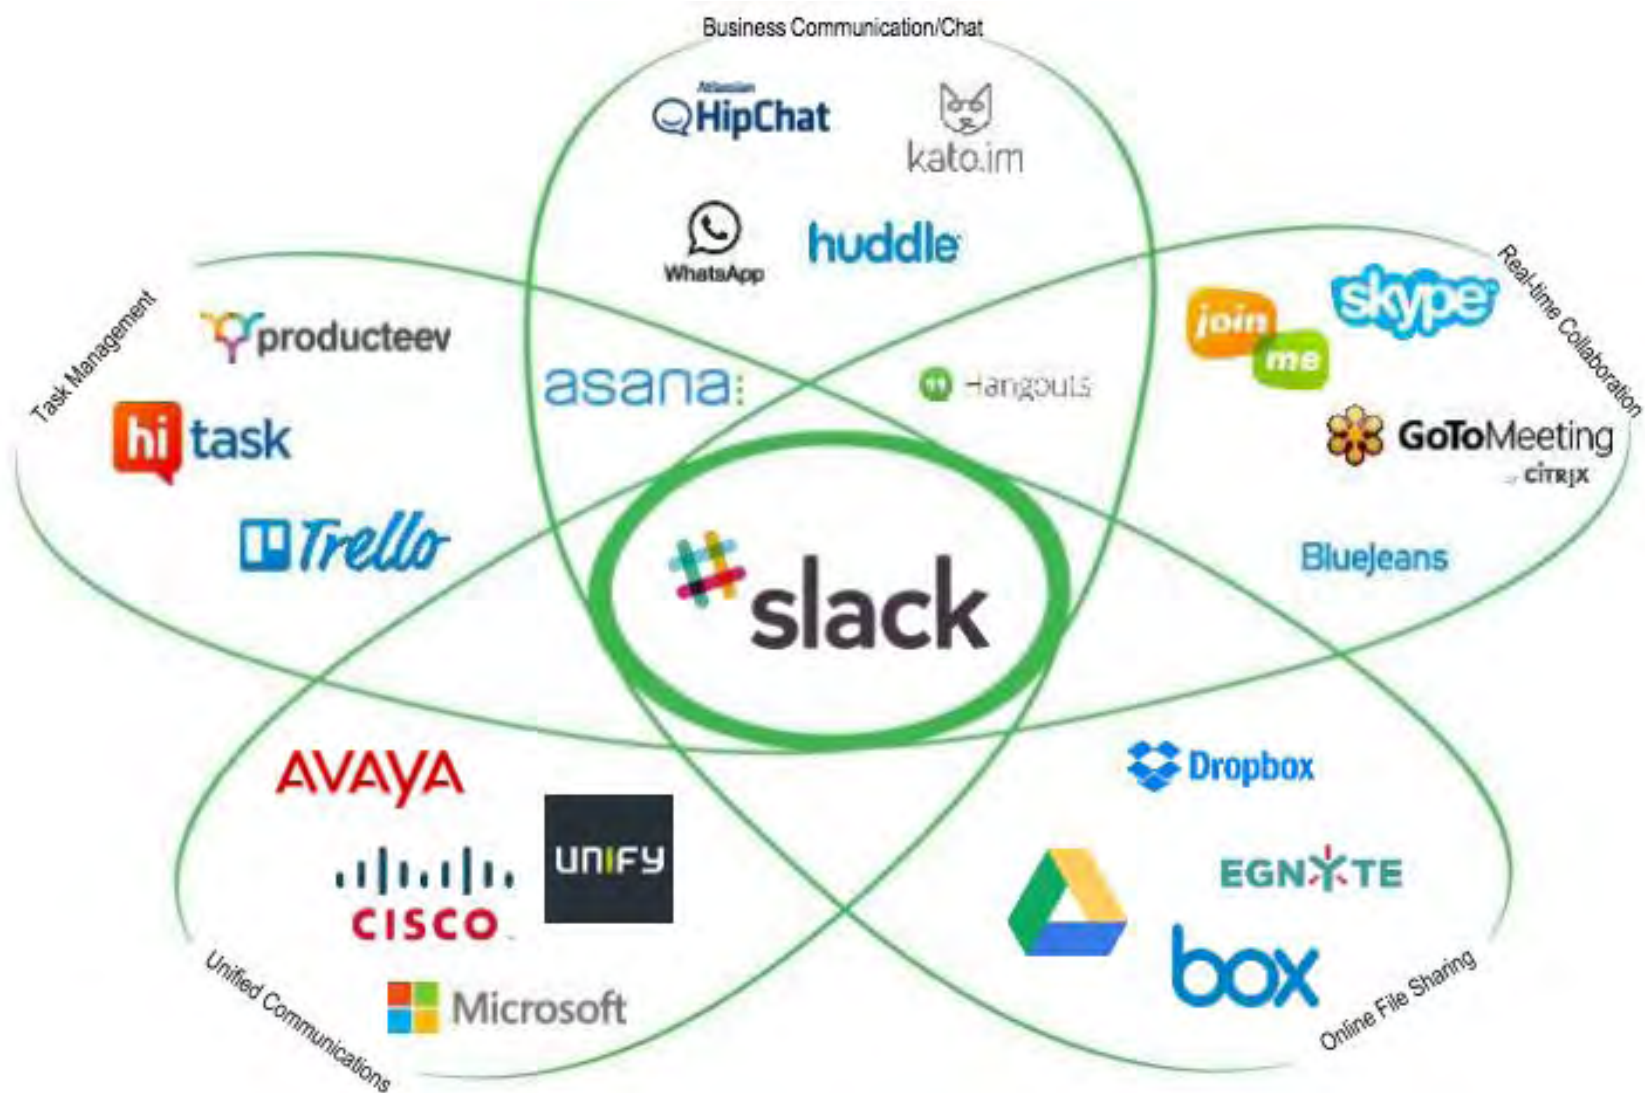 Business Communication/Chat
Atlassian
HipChat
kato.im
WhatsApp
huddle
Task Management
producteev
hi task
Trello
asana:
Hangouts
Real-time Collaboration
join
me
skype
GoToMeeting
CITRIX
BlueJeans
slack
AVAYA
CISCO
UNIFY
Microsoft
Unified Communications
Dropbox
EGNYTE
box
Online File Sharing